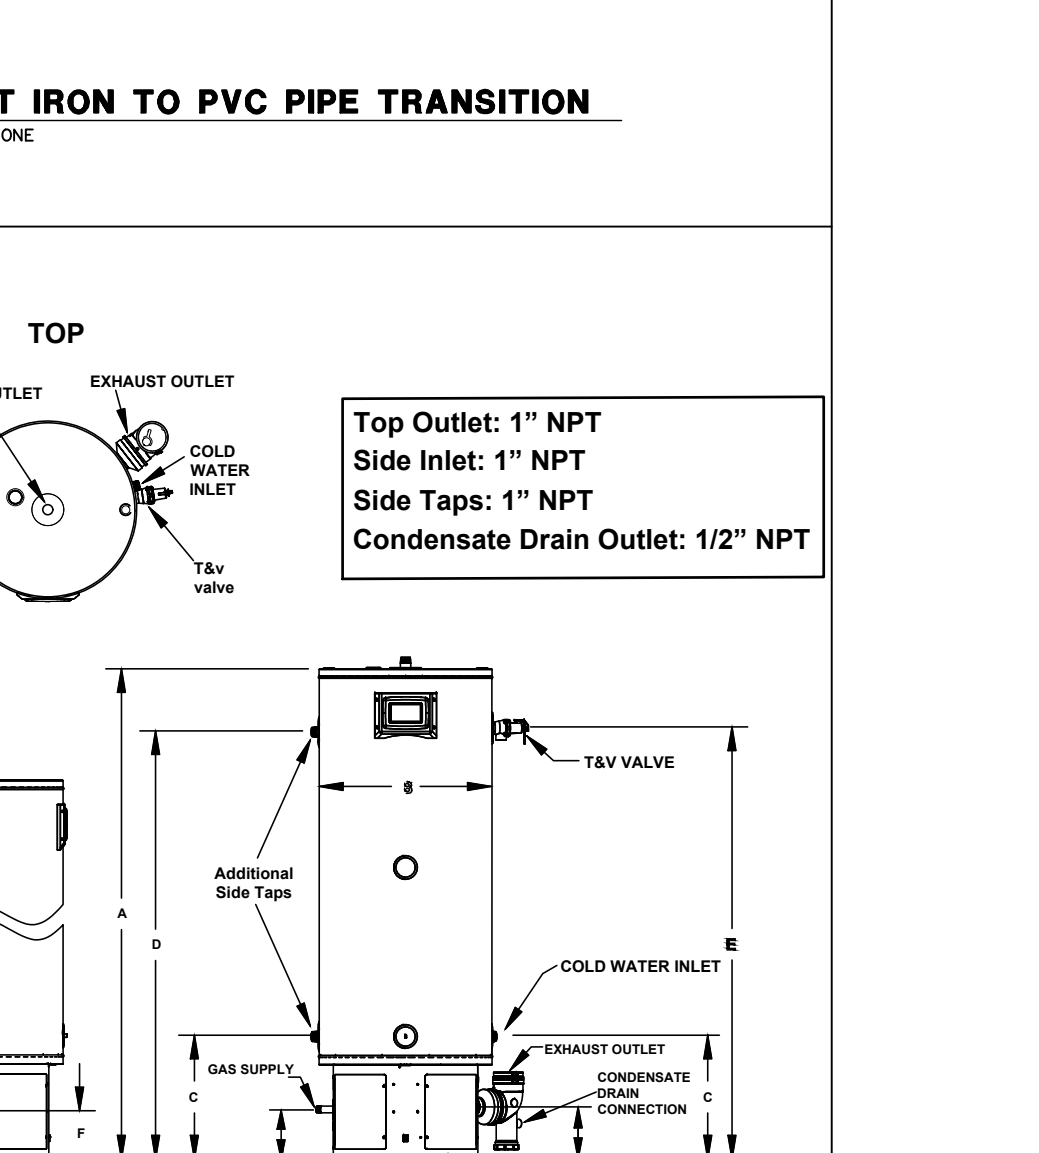 T IRON TO PVC PIPE TRANSITION
ONE
TOP
UTLET
EXHAUST OUTLET
COLD
WATER
INLET
T&v
valve
Top Outlet: 1” NPT
Side Inlet: 1” NPT
Side Taps: 1” NPT
Condensate Drain Outlet: 1/2” NPT
T&V VALVE
Additional
Side Taps
A
D
E
COLD WATER INLET
EXHAUST OUTLET
GAS SUPPLY
CONDENSATE
DRAIN
CONNECTION
C
C
F